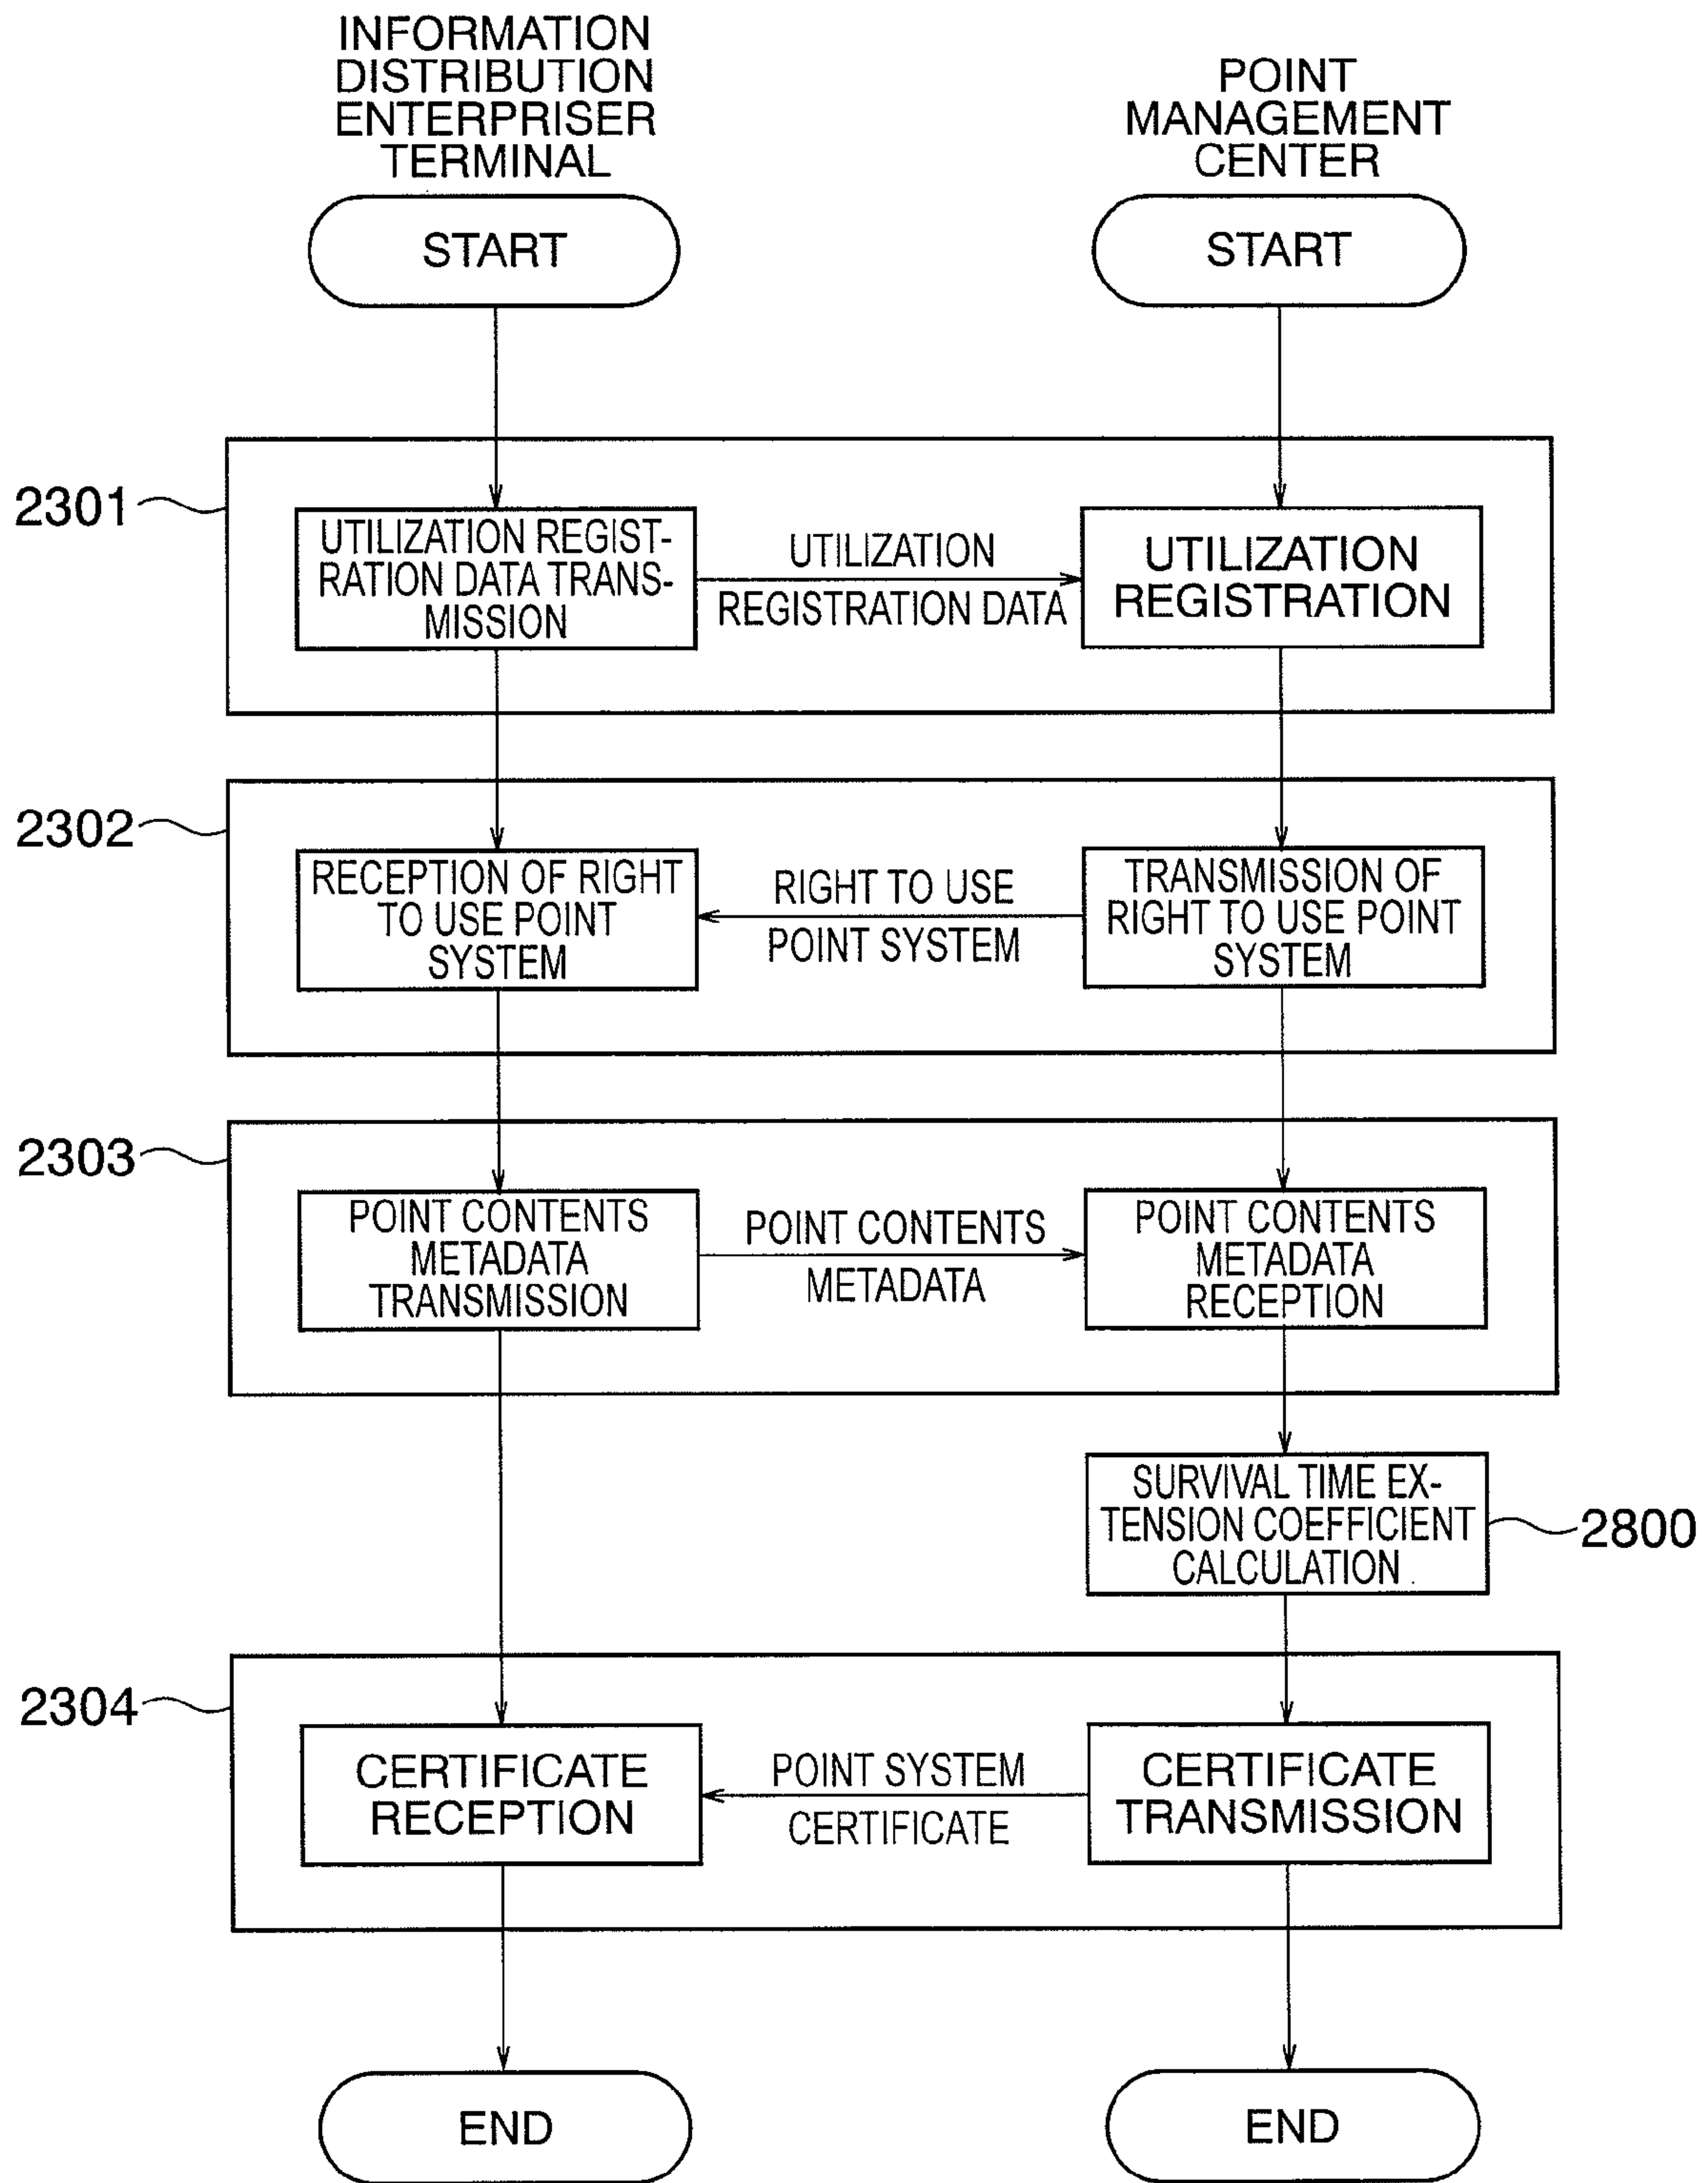 INFORMATION
DISTRIBUTION
ENTERPRISER
TERMINAL
POINT
MANAGEMENT
CENTER
START
START
2301
UTILIZATION REGIST-
RATION DATA TRANS-
MISSION
UTILIZATION
REGISTRATION DATA
UTILIZATION
REGISTRATION
2302
RECEPTION OF RIGHT
TO USE POINT
SYSTEM
RIGHT TO USE
POINT SYSTEM
TRANSMISSION OF
RIGHT TO USE POINT
SYSTEM
2303
POINT CONTENTS
METADATA
TRANSMISSION
POINT CONTENTS
METADATA
POINT CONTENTS
METADATA
RECEPTION
SURVIVAL TIME EX-
TENSION COEFFICIENT
CALCULATION
2800
2304
CERTIFICATE
RECEPTION
POINT SYSTEM
CERTIFICATE
CERTIFICATE
TRANSMISSION
END
END